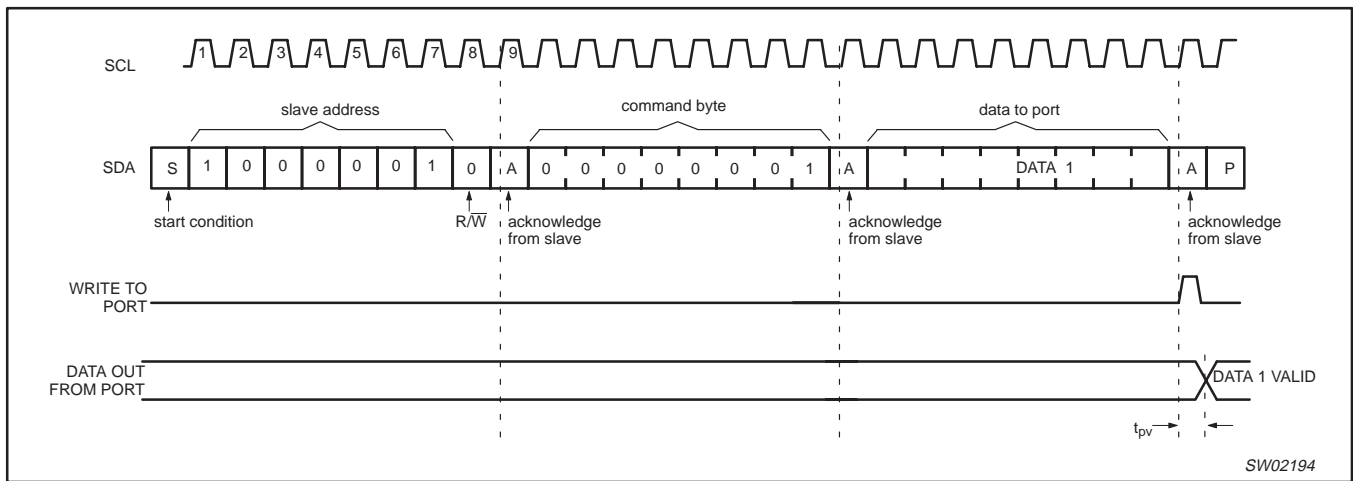 SCL
1 2 3 4 5 6 7 8 9
slave address
command byte
data to port
SDA
S 1 0 0 0 0 0 1 0 A 0 0 0 0 0 0 0 1 A DATA 1 A P
start condition
R/W̅
acknowledge
from slave
acknowledge
from slave
acknowledge
from slave
WRITE TO
PORT
DATA OUT
FROM PORT
DATA 1 VALID
tpv
SW02194